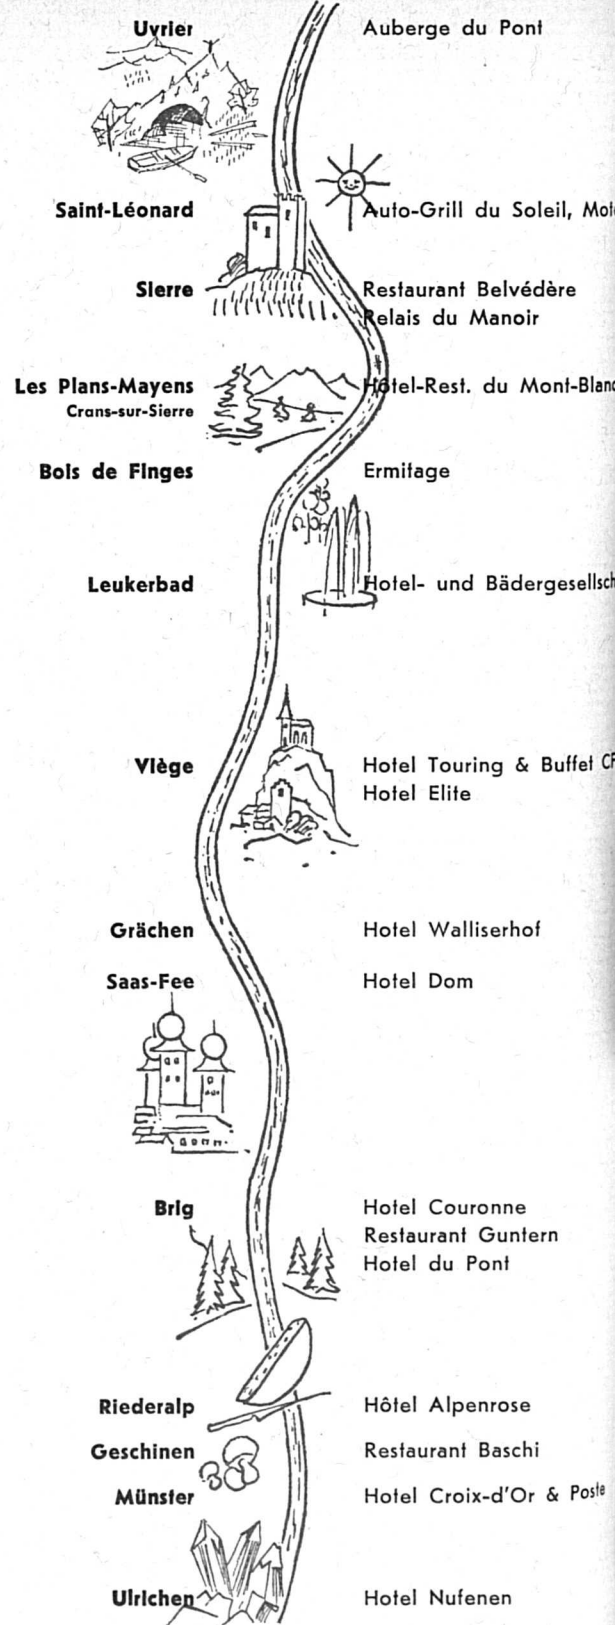 Uvrier Auberge du Pont
Saint-Léonard Auto-Grill du Soleil,
Sierre Restaurant Belvédère
Relais du Manoir
Les Plans-Mayens Hôtel-Rest. du Mont-Blanc
Crans-sur-Sierre
Bois de Finges Ermitage
Leukerbad Hotel- und
Viège Hotel Touring & Buffet
Hotel Elite
Grächen Hotel Walliserhof
Saas-Fee Hotel Dom
Brig Hotel Couronne
Restaurant Guntern
Hotel du Pont
Riederalp Hôtel Alpenrose
Geschinen Restaurant Baschi
Münster Hotel Croix-d'Or & Poste
Ulrichen Hotel Nufenen